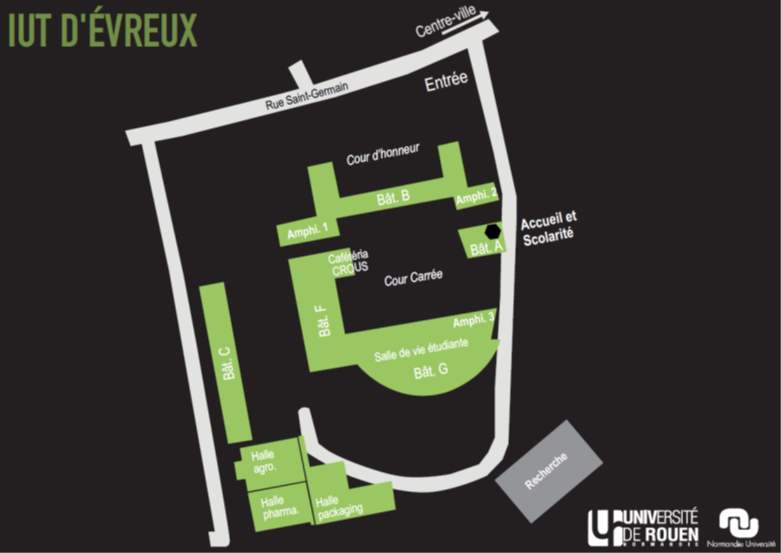 IUT D'ÉVREUX
Centre-ville
Entrée
Rue Saint-Germain
Cour d'honneur
Bât. B
Amphi. 2
Amphi. 1
Accueil et
Scolarité
Bât. A
Caféteria
CROUS
Cour Carrée
Bât. F
Amphi. 3
Salle de vie étudiante
Bât. G
Bât. C
Halle
agro.
Halle
pharma.
Halle
packaging
Recherche
UNIVERSITÉ
DE ROUEN
NORMANDIE
Normandie Université